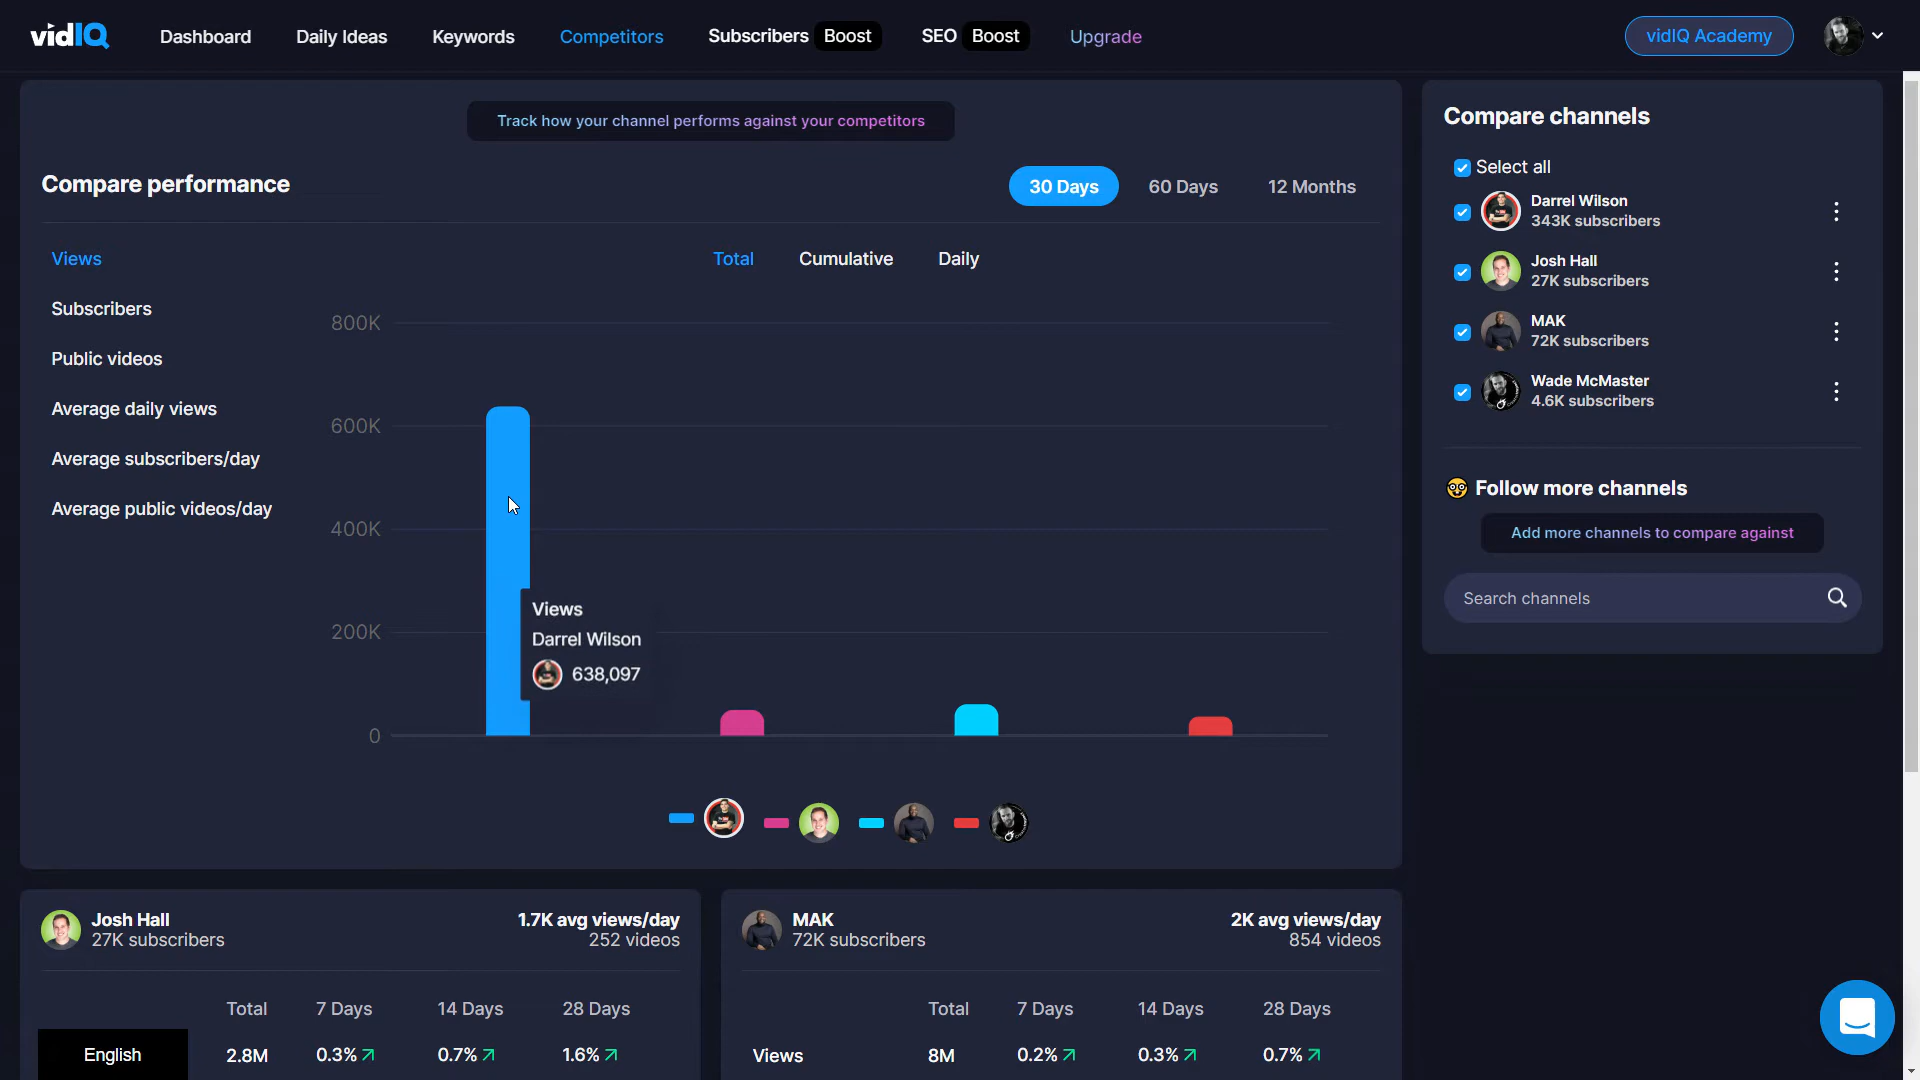 vidIQ
Dashboard
Daily Ideas
Keywords
Competitors
Subscribers Boost
SEO Boost
Upgrade
vidIQ Academy
Track how your channel performs against your competitors
Compare performance
30 Days
60 Days
12 Months
Views
Subscribers
Public videos
Average daily views
Average subscribers/day
Average public videos/day
Total
Cumulative
Daily
800K
600K
400K
200K
0
Views
Darrel Wilson
638,097
Compare channels
Select all
Darrel Wilson
343K subscribers
Josh Hall
27K subscribers
MAK
72K subscribers
Wade McMaster
4.6K subscribers
Follow more channels
Add more channels to compare against
Search channels
Josh Hall
27K subscribers
1.7K avg views/day
252 videos
Total 7 Days 14 Days 28 Days
English 2.8M 0.3% 0.7% 1.6%
MAK
72K subscribers
2K avg views/day
854 videos
Total 7 Days 14 Days 28 Days
Views 8M 0.2% 0.3% 0.7%